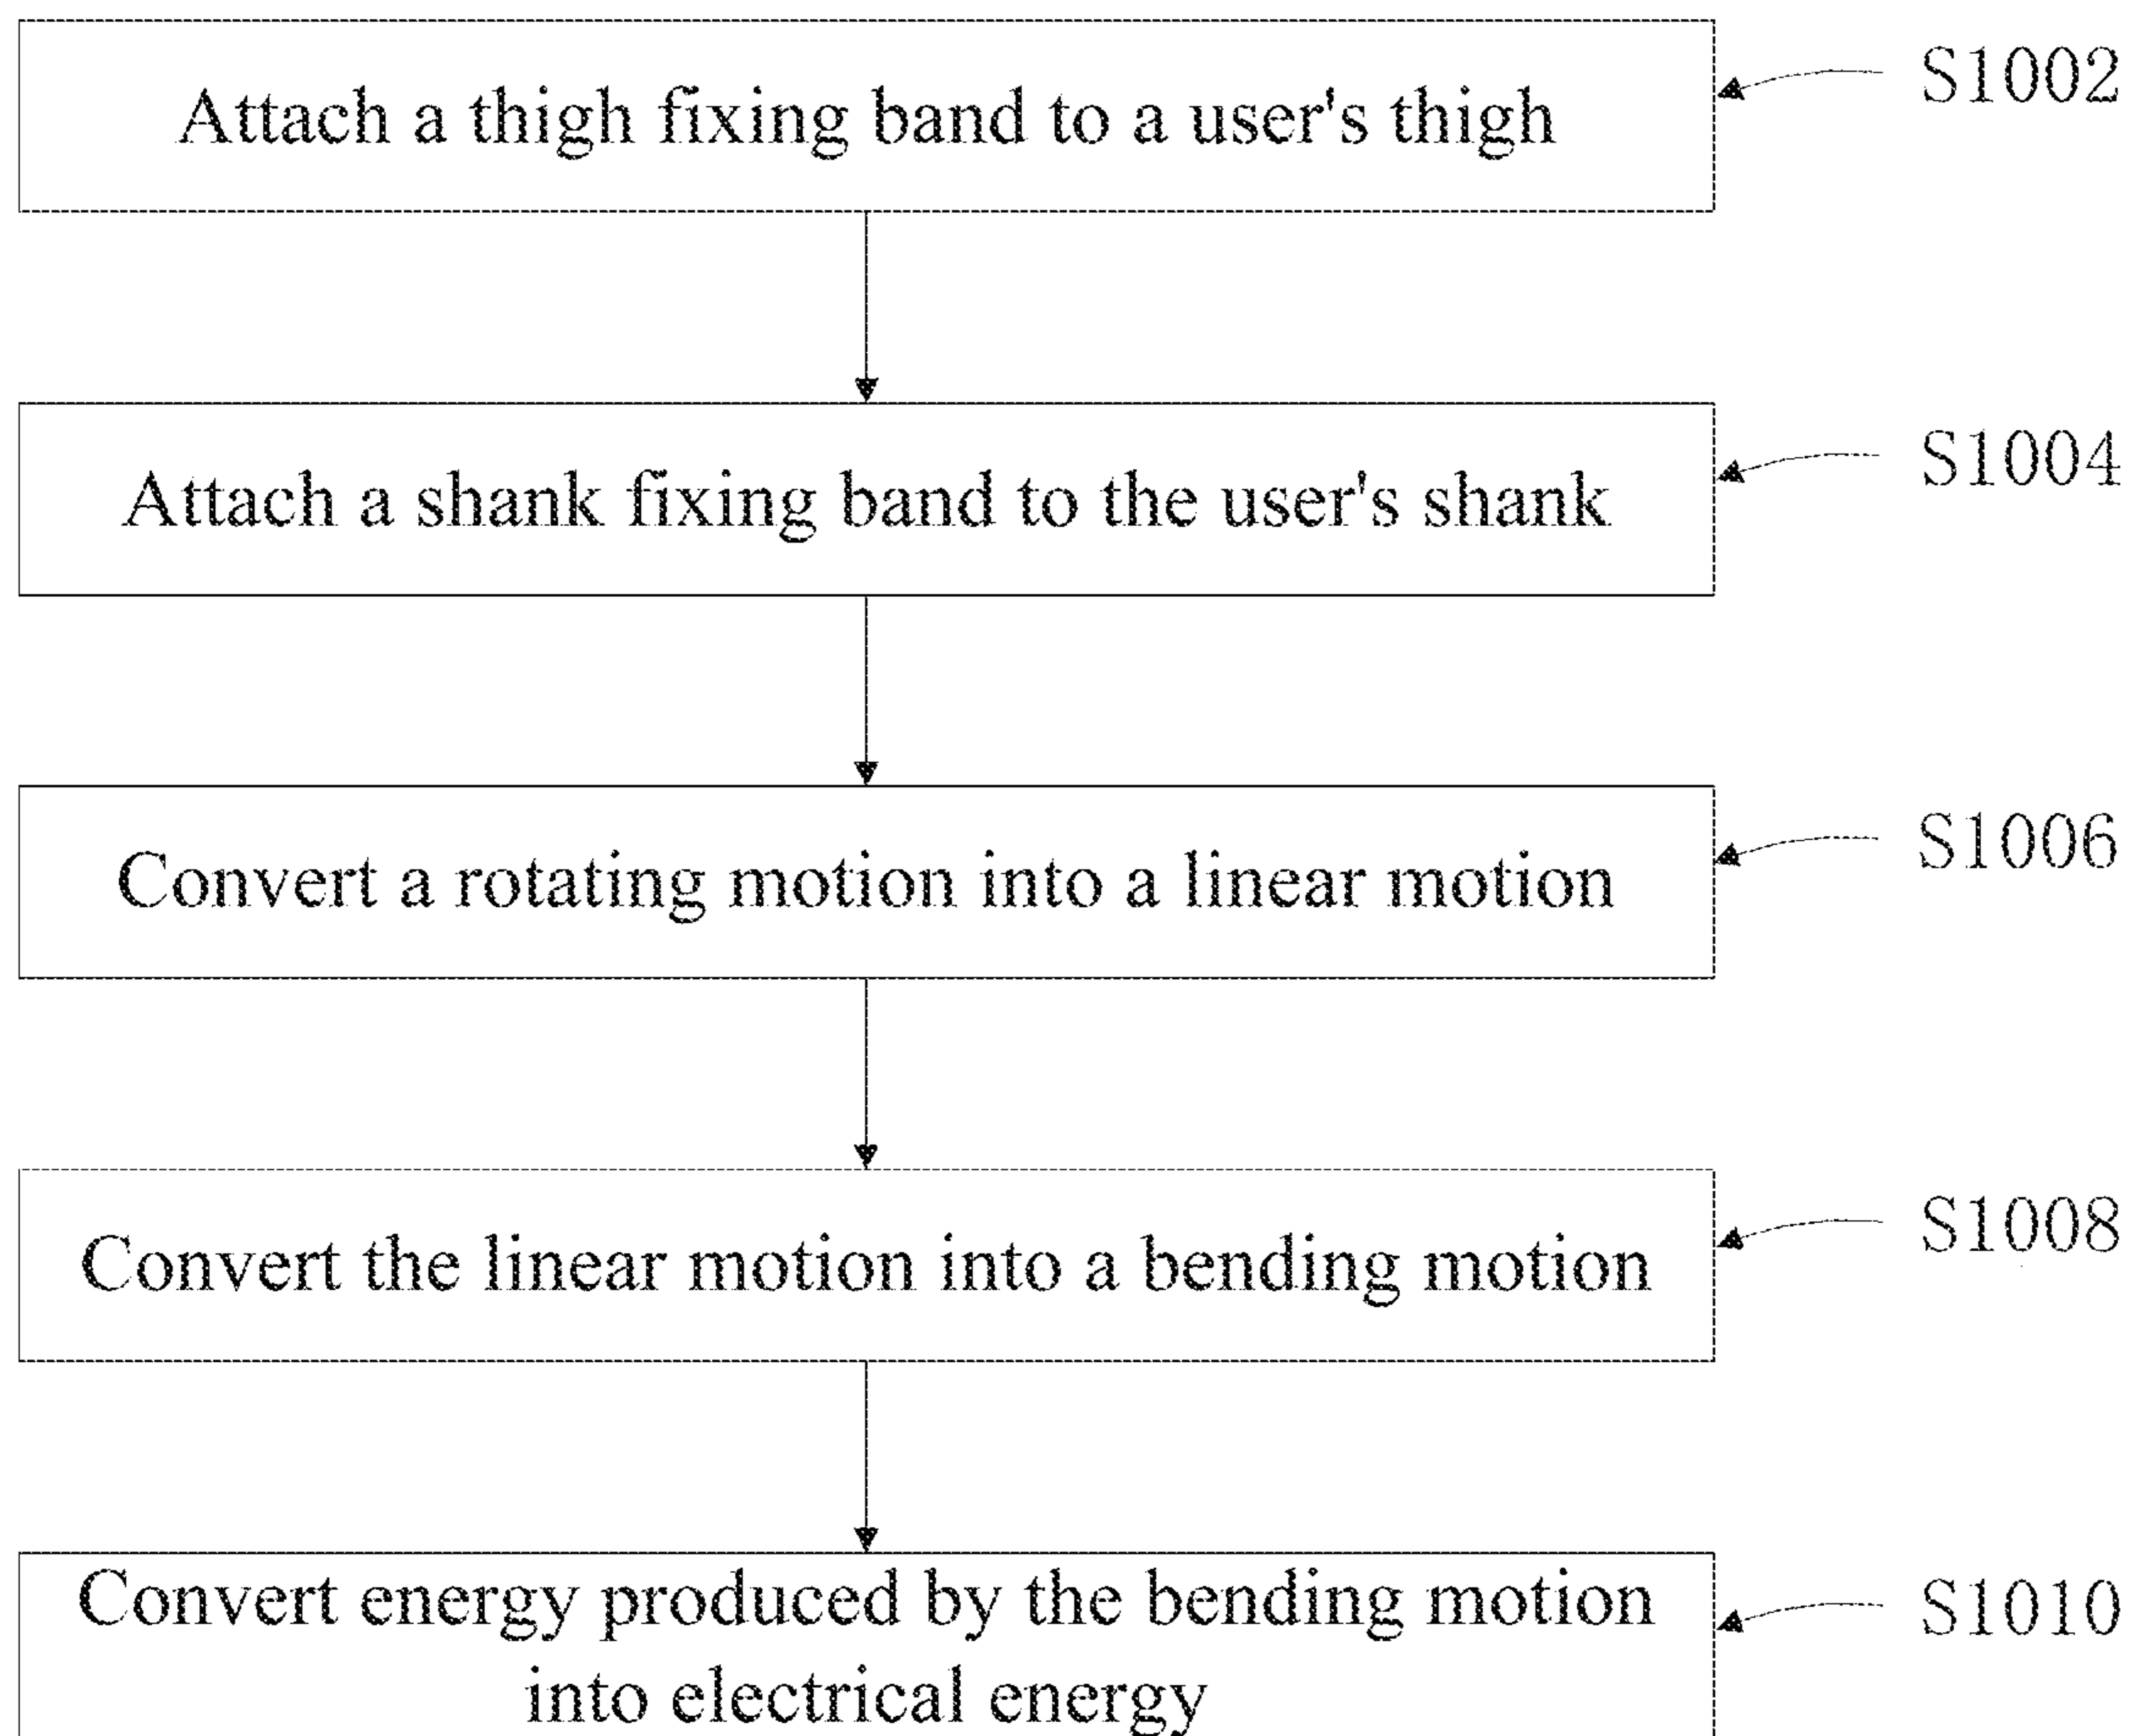 Attach a thigh fixing band to a user's thigh
S1002
Attach a shank fixing band to the user's shank
S1004
Convert a rotating motion into a linear motion
S1006
Convert the linear motion into a bending motion
S1008
Convert energy produced by the bending motion
into electrical energy
S1010